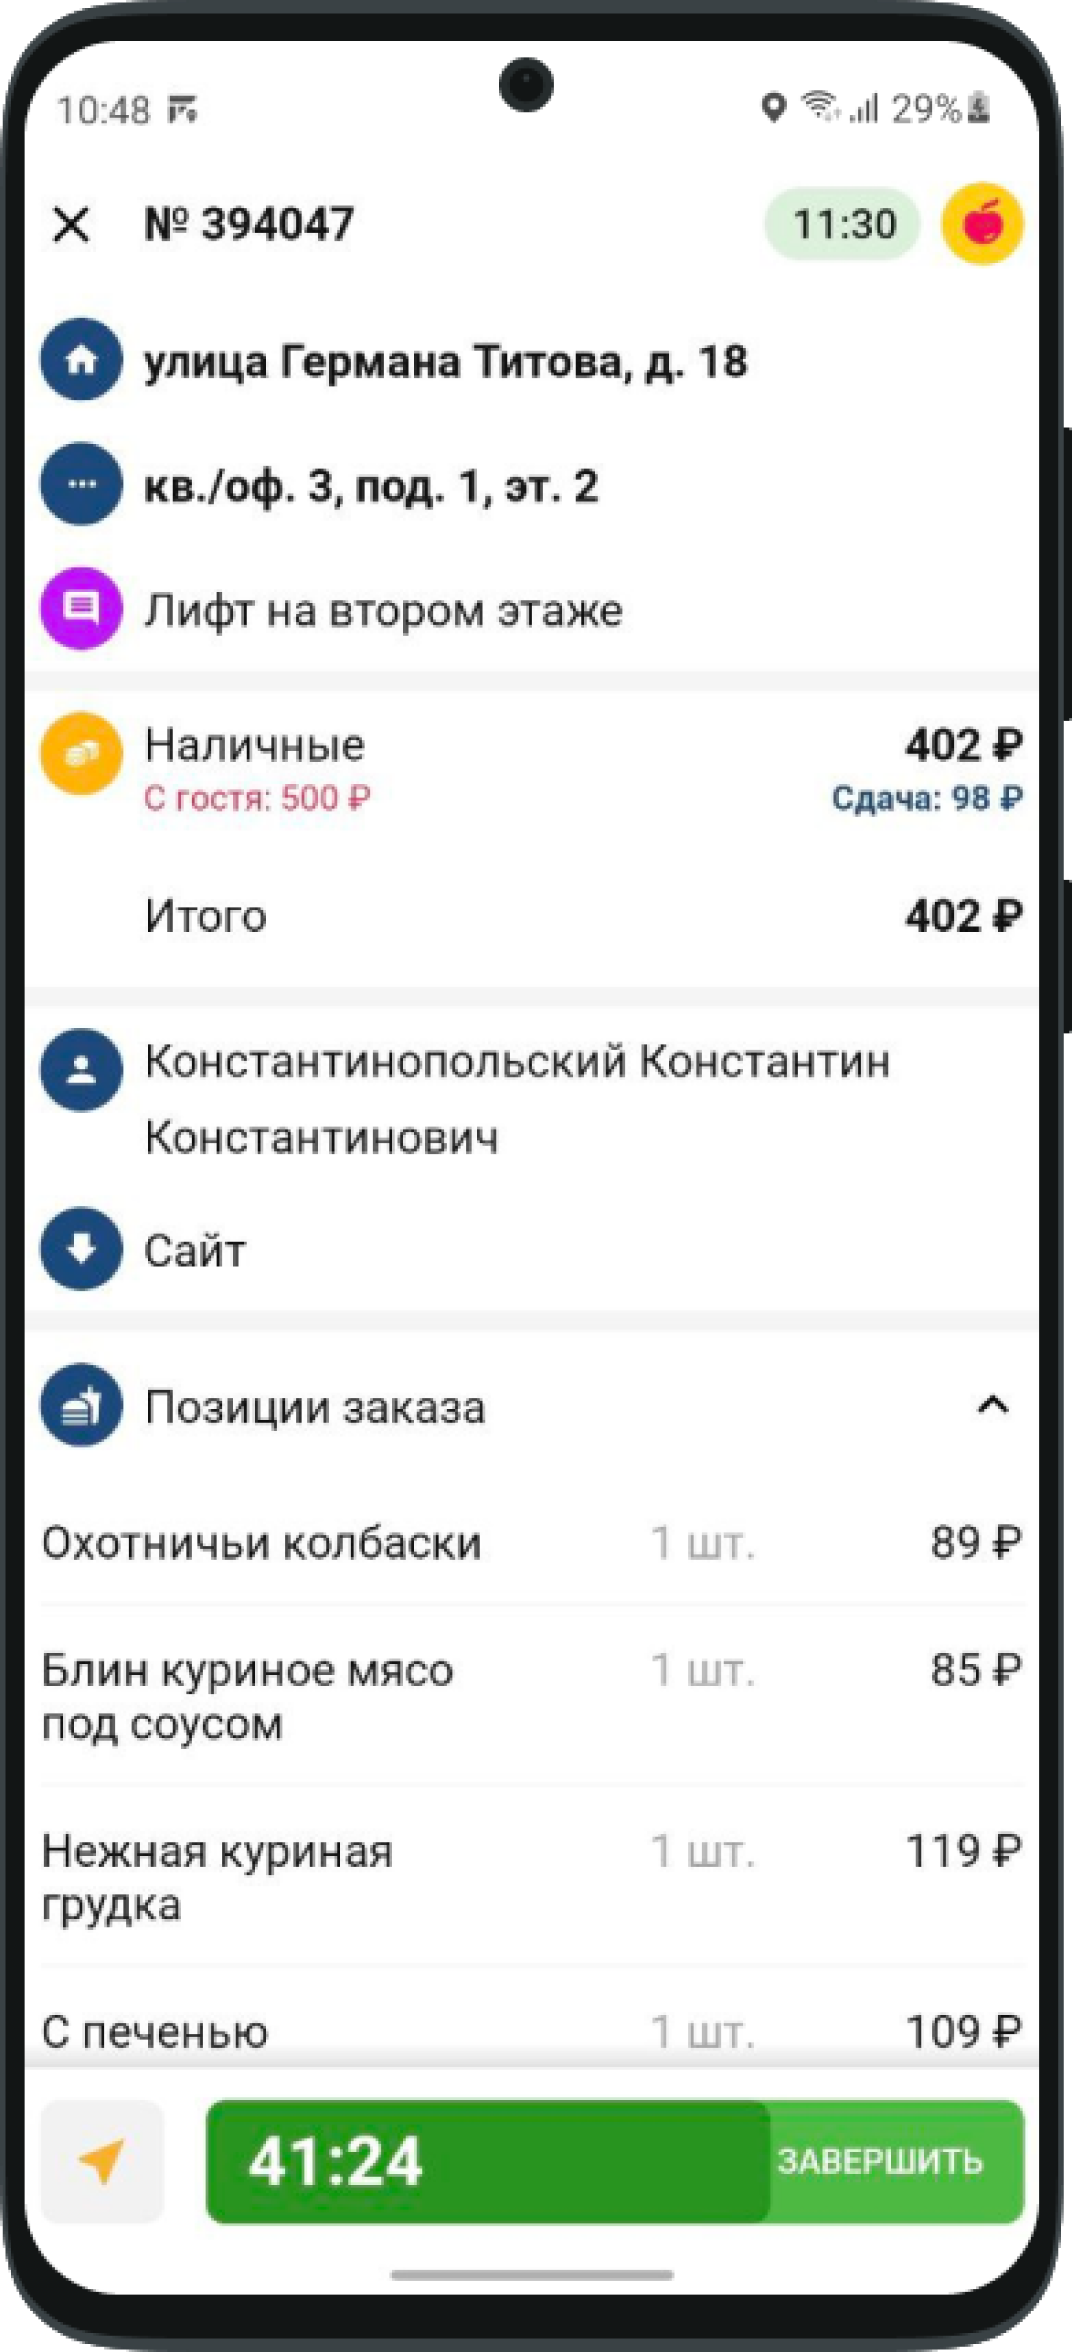 10:48 29%
№ 394047 11:30
улица Германа Титова, д. 18
кв./оф. 3, под. 1, эт. 2
Лифт на втором этаже
Наличные 402 ₽
С гостя: 500 ₽ Сдача: 98 ₽
Итого 402 ₽
Константинопольский Константин
Константинович
Сайт
Позиции заказа
Охотничьи колбаски 1 шт. 89 ₽
Блин куриное мясо 1 шт. 85 ₽
под соусом
Нежная куриная 1 шт. 119 ₽
грудка
С печенью 1 шт. 109 ₽
41:24 ЗАВЕРШИТЬ